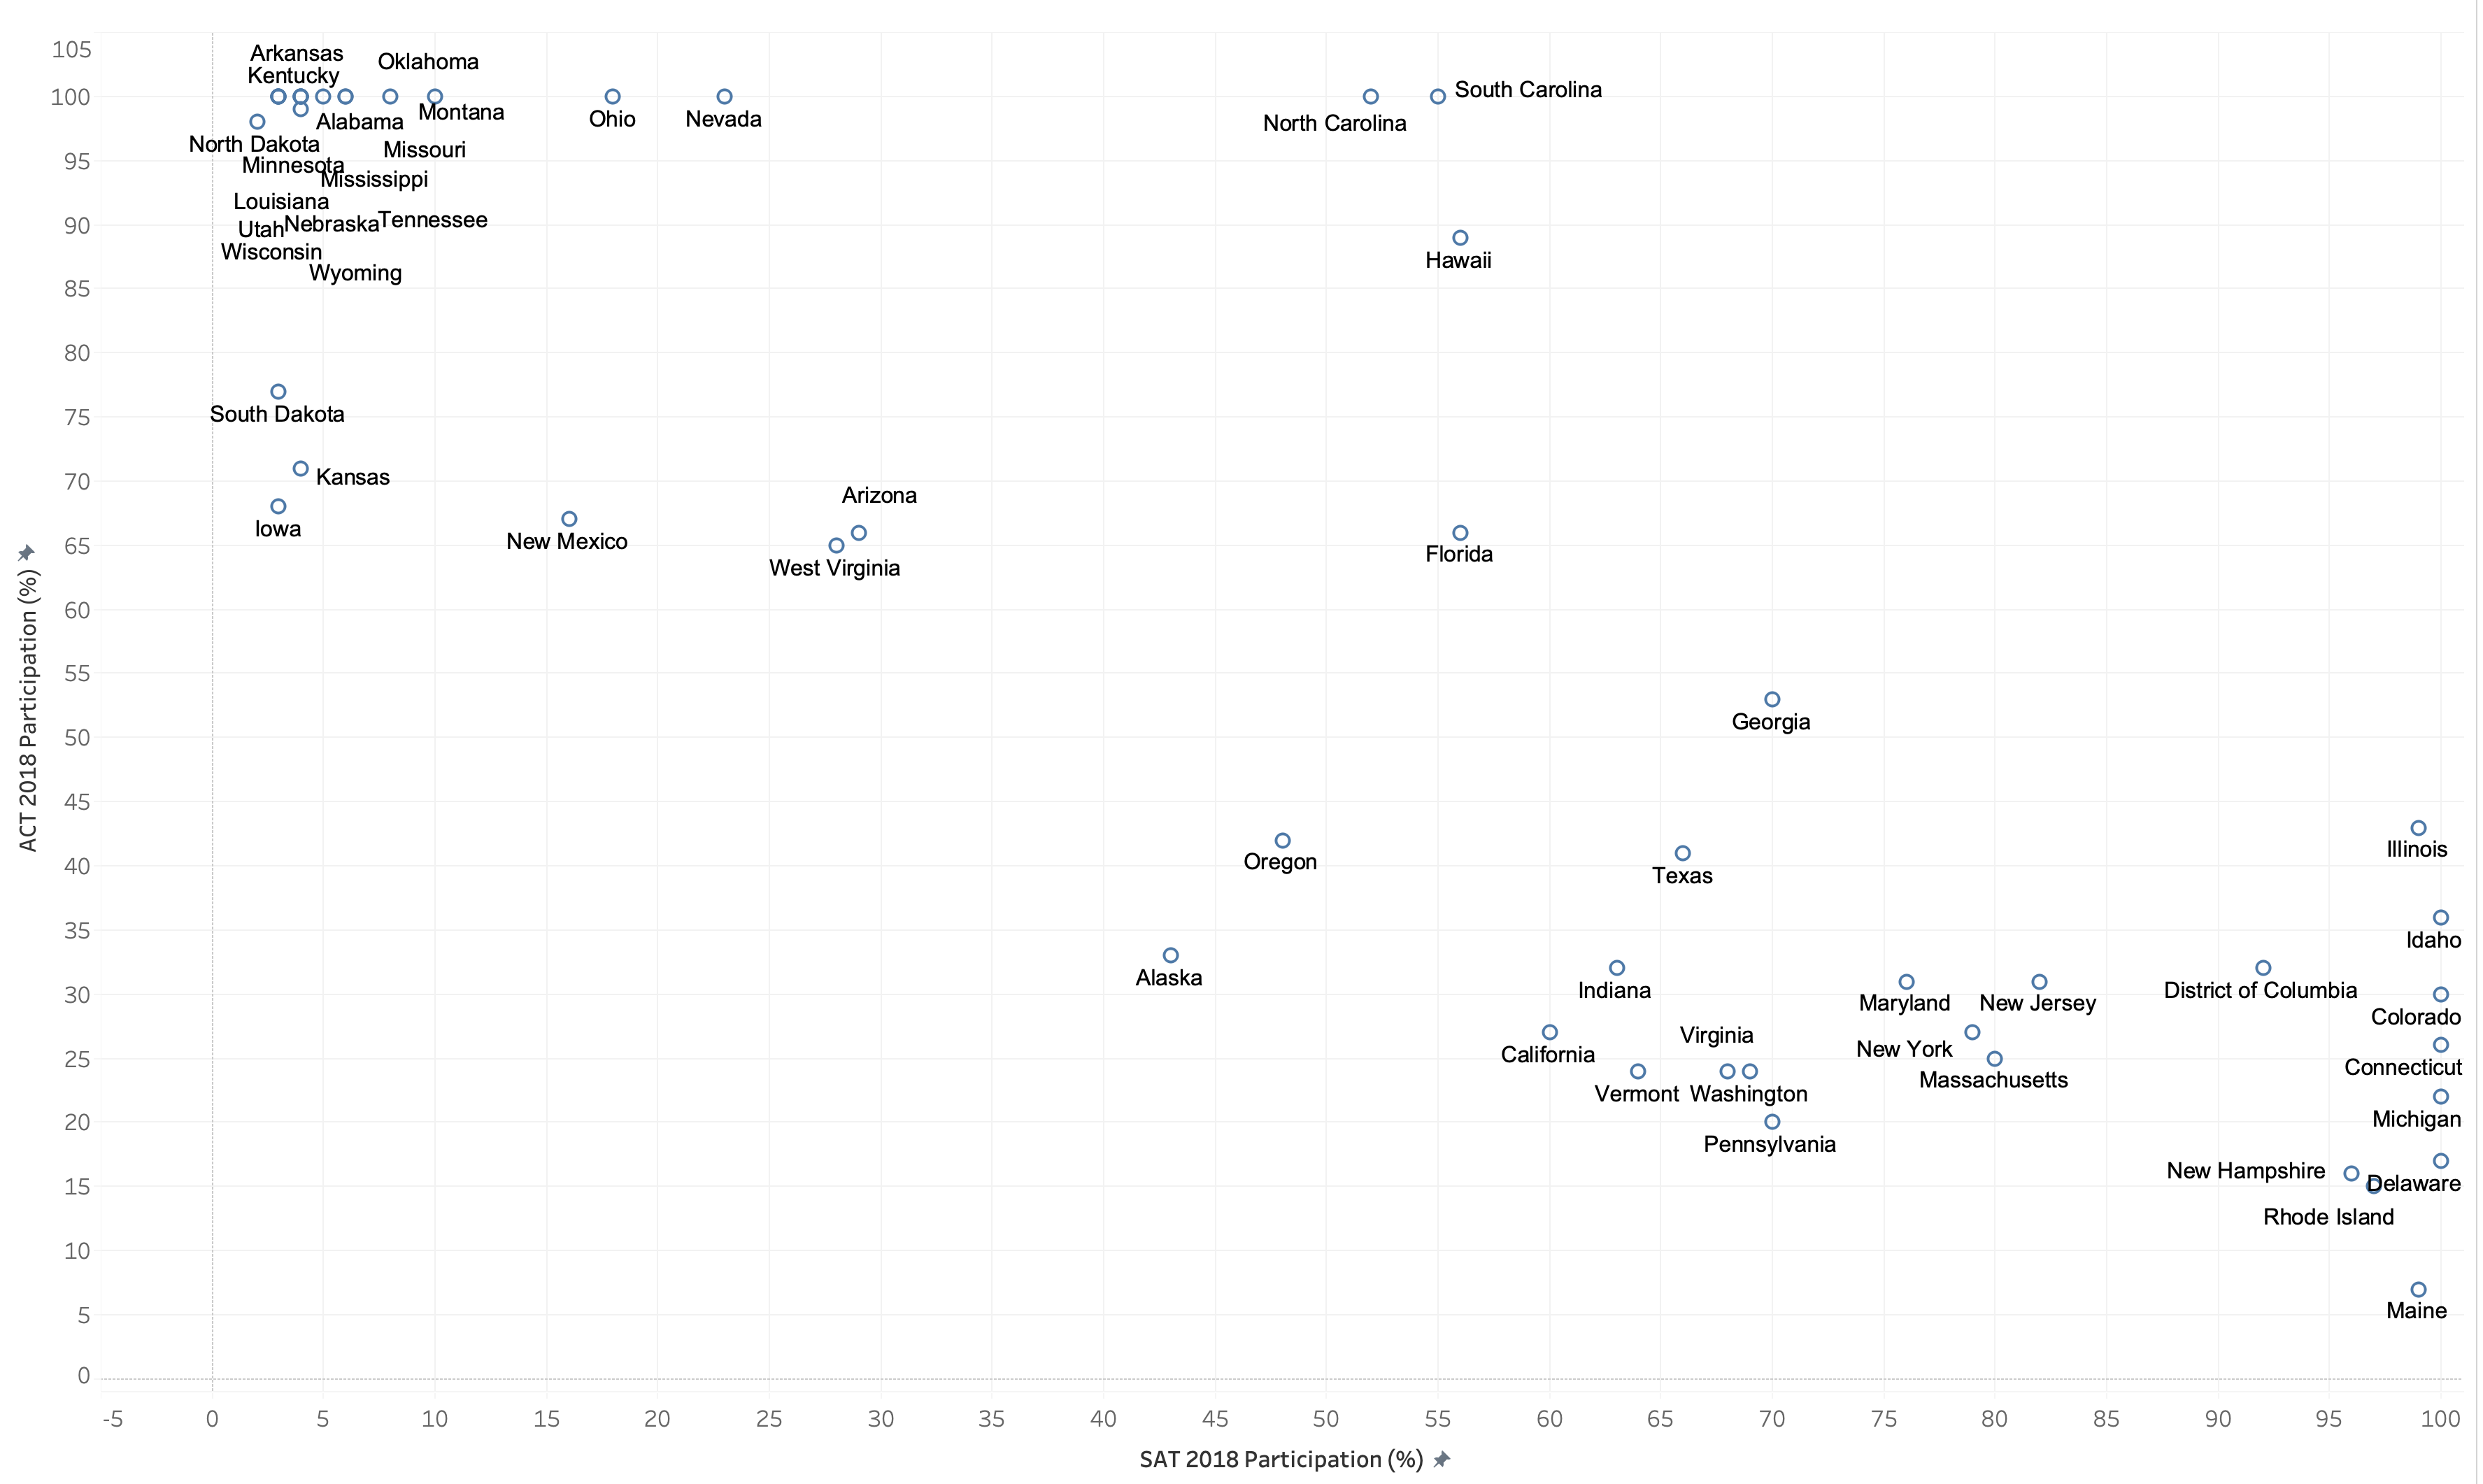 105
Arkansas
Oklahoma
Kentucky
100
South Carolina
Montana
Ohio
Nevada
Alabama
North Carolina
North Dakota
Missouri
95
Minnesota
Mississippi
Louisiana
90
Nebraska
Tennessee
Utah
Wisconsin
Hawaii
Wyoming
85
80
75
South Dakota
70
Kansas
Arizona
Iowa
New Mexico
65
Florida
West Virginia
60
55
Georgia
50
45
Illinois
Oregon
40
Texas
35
Idaho
Alaska
30
Indiana
District of Columbia
Maryland
New Jersey
Colorado
Virginia
25
California
New York
Connecticut
Massachusetts
Vermont
Washington
20
Michigan
Pennsylvania
15
New Hampshire
Delaware
Rhode Island
10
5
Maine
0
ACT 2018 Participation (%)
-5 0 5 10 15 20 25 30 35 40 45 50 55 60 65 70 75 80 85 90 95 100
SAT 2018 Participation (%)